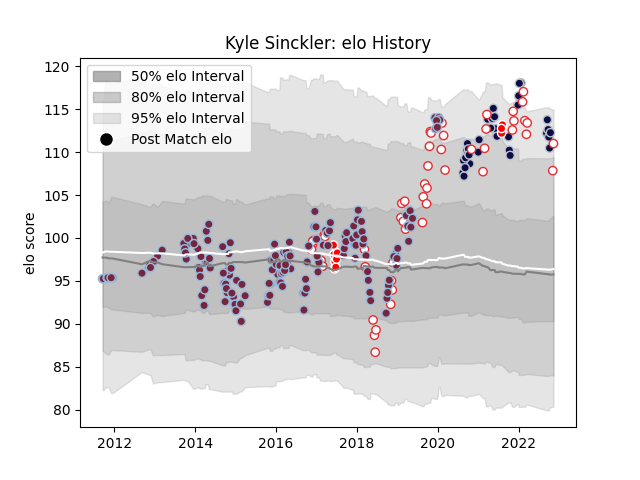 Kyle Sinckler: elo History
50% elo Interval
80% elo Interval
95% elo Interval
Post Match elo
elo score
120
115
110
105
100
95
90
85
80
2012 2014 2016 2018 2020 2022